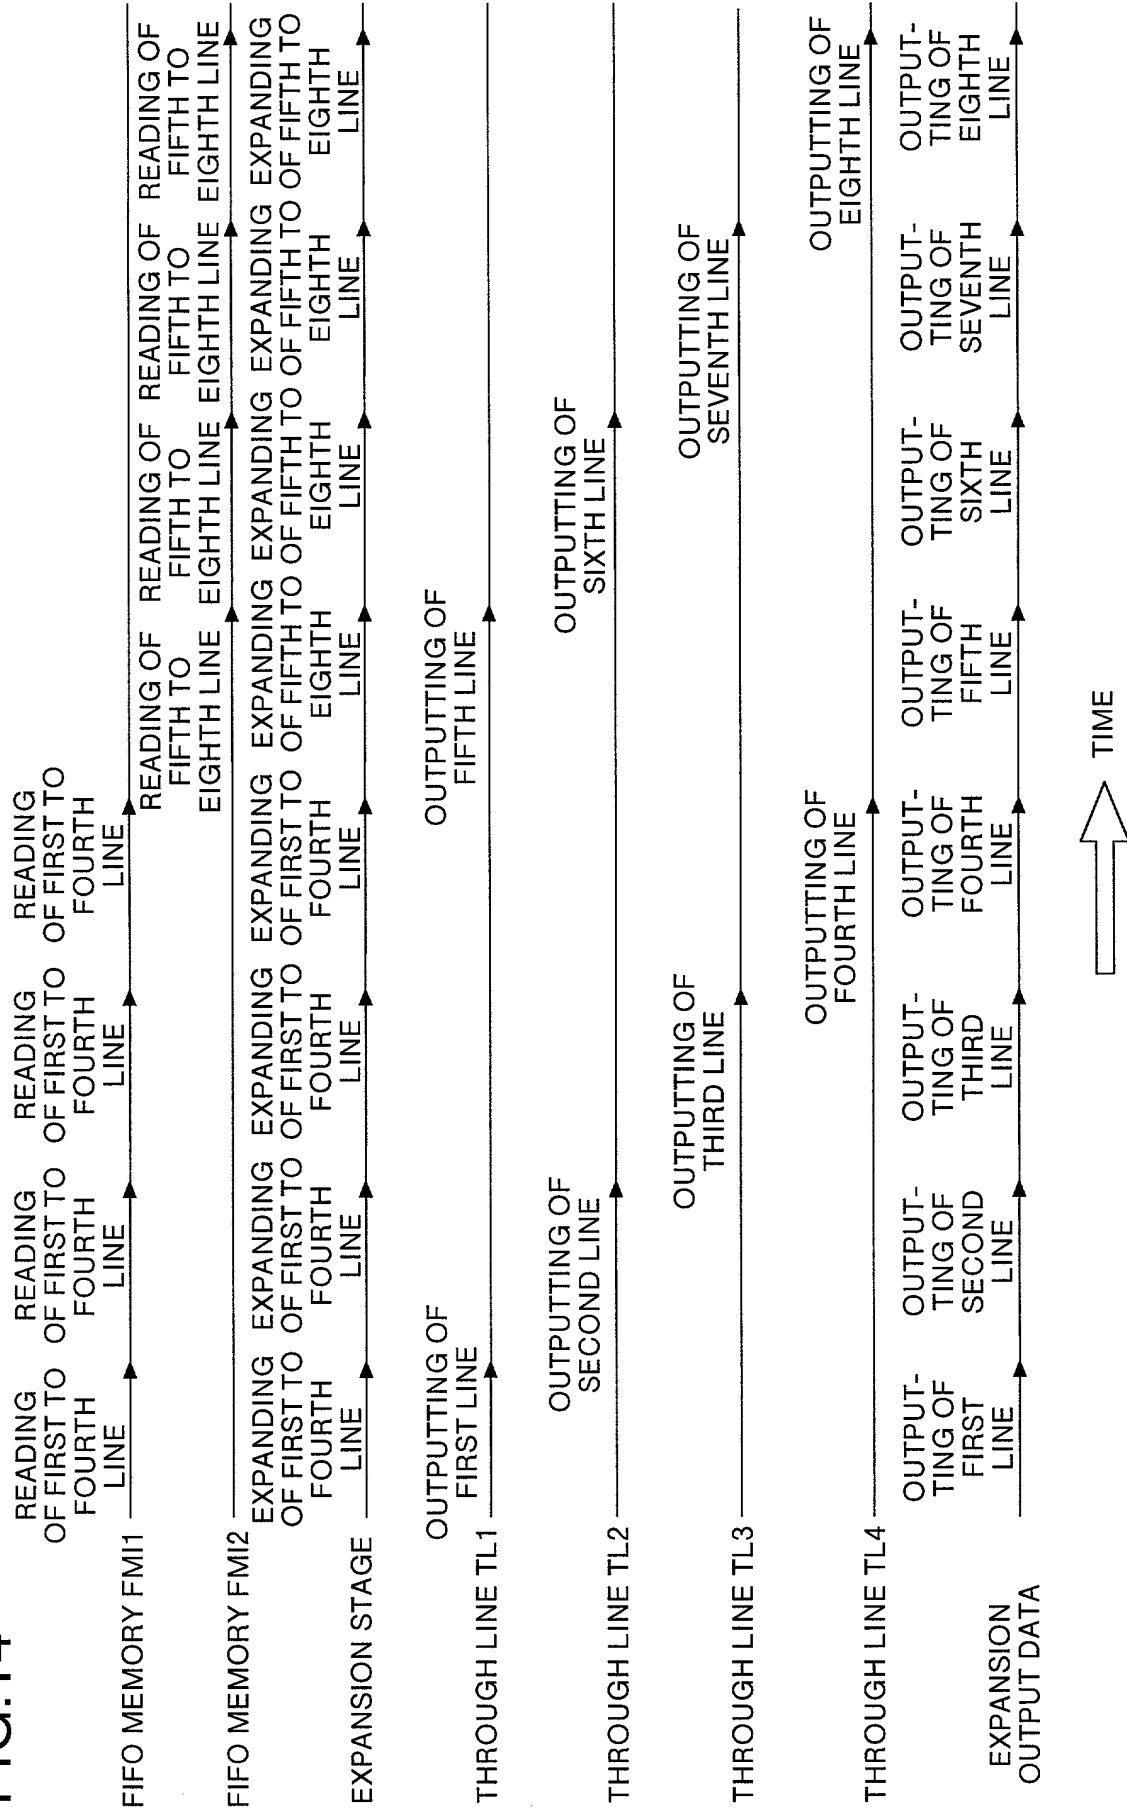 FIG.14
READING
OF FIRST TO
FOURTH
LINE
READING
OF FIRST TO
FOURTH
LINE
READING
OF FIRST TO
FOURTH
LINE
READING
OF FIRST TO
FOURTH
LINE
FIFO MEMORY FMI1
READING OF
FIFTH TO
EIGHTH LINE
READING OF
FIFTH TO
EIGHTH LINE
READING OF
FIFTH TO
EIGHTH LINE
READING OF
FIFTH TO
EIGHTH LINE
FIFO MEMORY FMI2
EXPANDING
OF FIRST TO
FOURTH
LINE
EXPANDING
OF FIRST TO
FOURTH
LINE
EXPANDING
OF FIRST TO
FOURTH
LINE
EXPANDING
OF FIRST TO
FOURTH
LINE
EXPANDING
OF FIFTH TO
EIGHTH
LINE
EXPANDING
OF FIFTH TO
EIGHTH
LINE
EXPANDING
OF FIFTH TO
EIGHTH
LINE
EXPANDING
OF FIFTH TO
EIGHTH
LINE
EXPANSION STAGE
OUTPUTTING OF
FIRST LINE
OUTPUTTING OF
FIFTH LINE
THROUGH LINE TL1
OUTPUTTING OF
SECOND LINE
OUTPUTTING OF
SIXTH LINE
THROUGH LINE TL2
OUTPUTTING OF
THIRD LINE
OUTPUTTING OF
SEVENTH LINE
THROUGH LINE TL3
OUTPUTTING OF
FOURTH LINE
OUTPUTTING OF
EIGHTH LINE
THROUGH LINE TL4
OUTPUT-
TING OF
FIRST
LINE
OUTPUT-
TING OF
SECOND
LINE
OUTPUT-
TING OF
THIRD
LINE
OUTPUT-
TING OF
FOURTH
LINE
OUTPUT-
TING OF
FIFTH
LINE
OUTPUT-
TING OF
SIXTH
LINE
OUTPUT-
TING OF
SEVENTH
LINE
OUTPUT-
TING OF
EIGHTH
LINE
EXPANSION
OUTPUT DATA
TIME